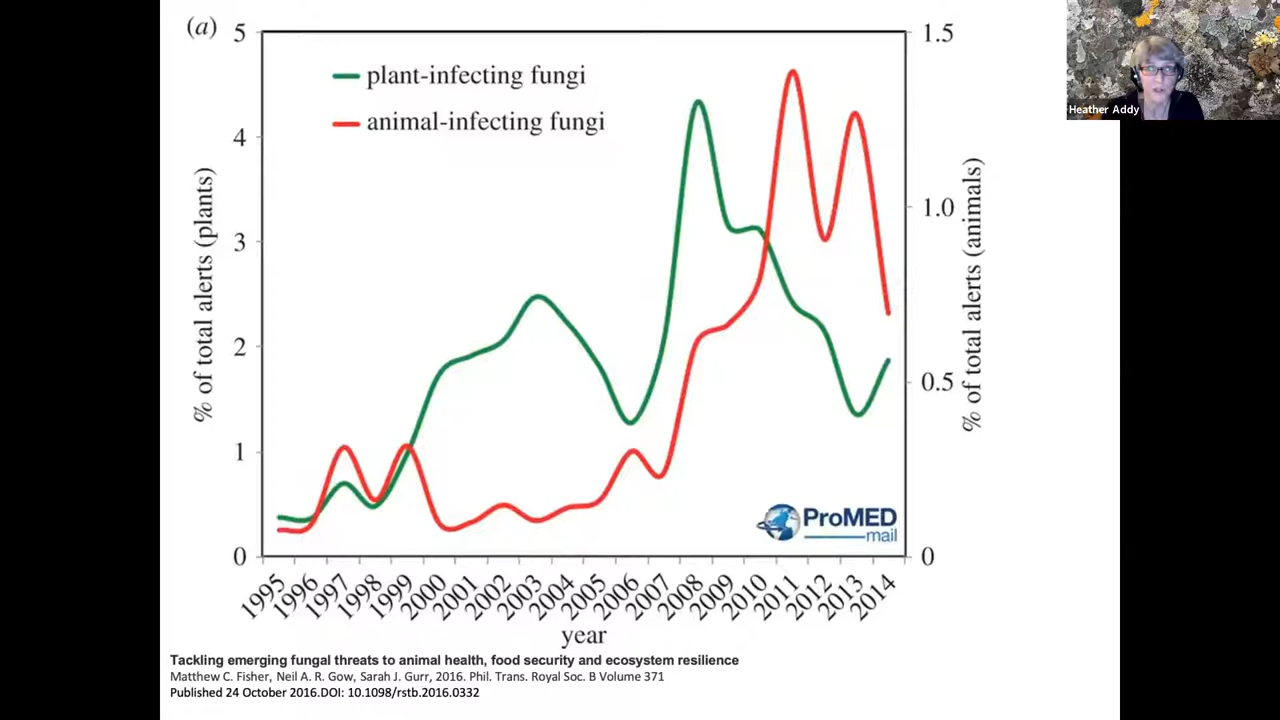 (a)
5
4
3
2
1
0
% of total alerts (plants)
plant-infecting fungi
animal-infecting fungi
1.5
1.0
0.5
0
% of total alerts (animals)
ProMED
mail
1995 1996 1997 1998 1999 2000 2001 2002 2003 2004 2005 2006 2007 2008 2009 2010 2011 2012 2013 2014
year
Tackling emerging fungal threats to animal health, food security and ecosystem resilience
Matthew C. Fisher, Neil A. R. Gow, Sarah J. Gurr, 2016. Phil. Trans. Royal Soc. B Volume 371
Published 24 October 2016.DOI: 10.1098/rstb.2016.0332
Heather Addy